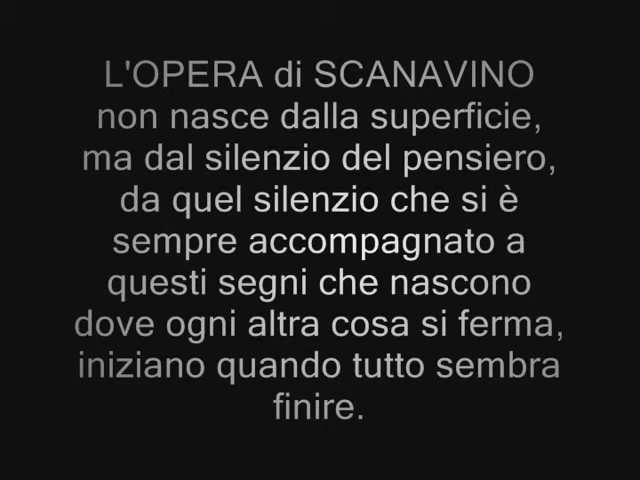 L'OPERA di SCANAVINO
non nasce dalla superficie,
ma dal silenzio del pensiero,
da quel silenzio che si è
sempre accompagnato a
questi segni che nascono
dove ogni altra cosa si ferma,
iniziano quando tutto sembra
finire.